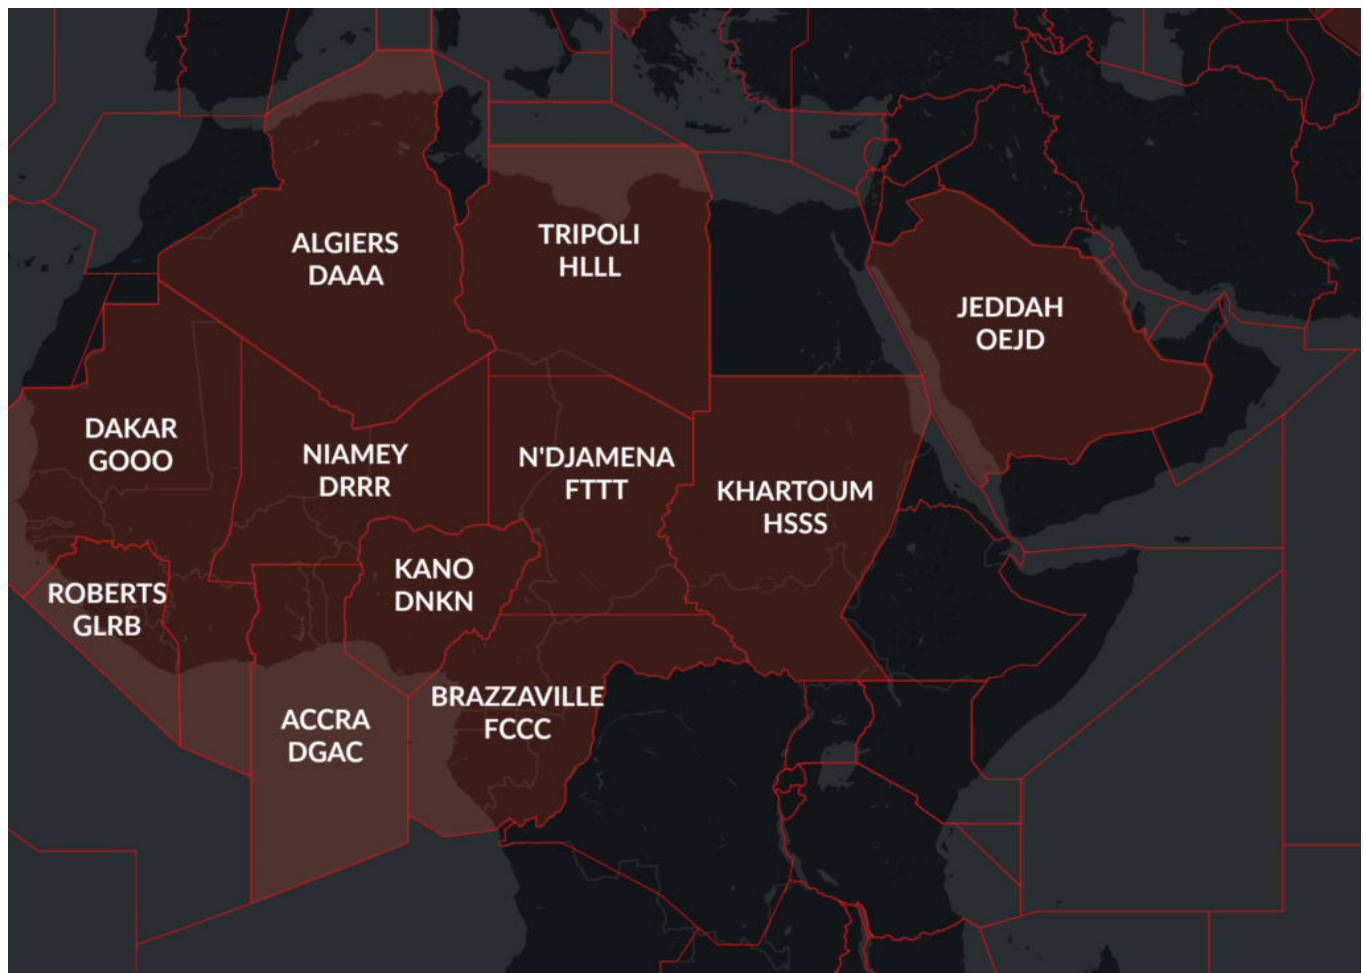 ALGIERS
DAAA
TRIPOLI
HLLL
JEDDAH
OEJD
DAKAR
GOOO
NIAMEY
DRRR
N'DJAMENA
FTTT
KHARTOUM
HSSS
KANO
DNKN
ROBERTS
GLRB
BRAZZAVILLE
FCCC
ACCRA
DGAC